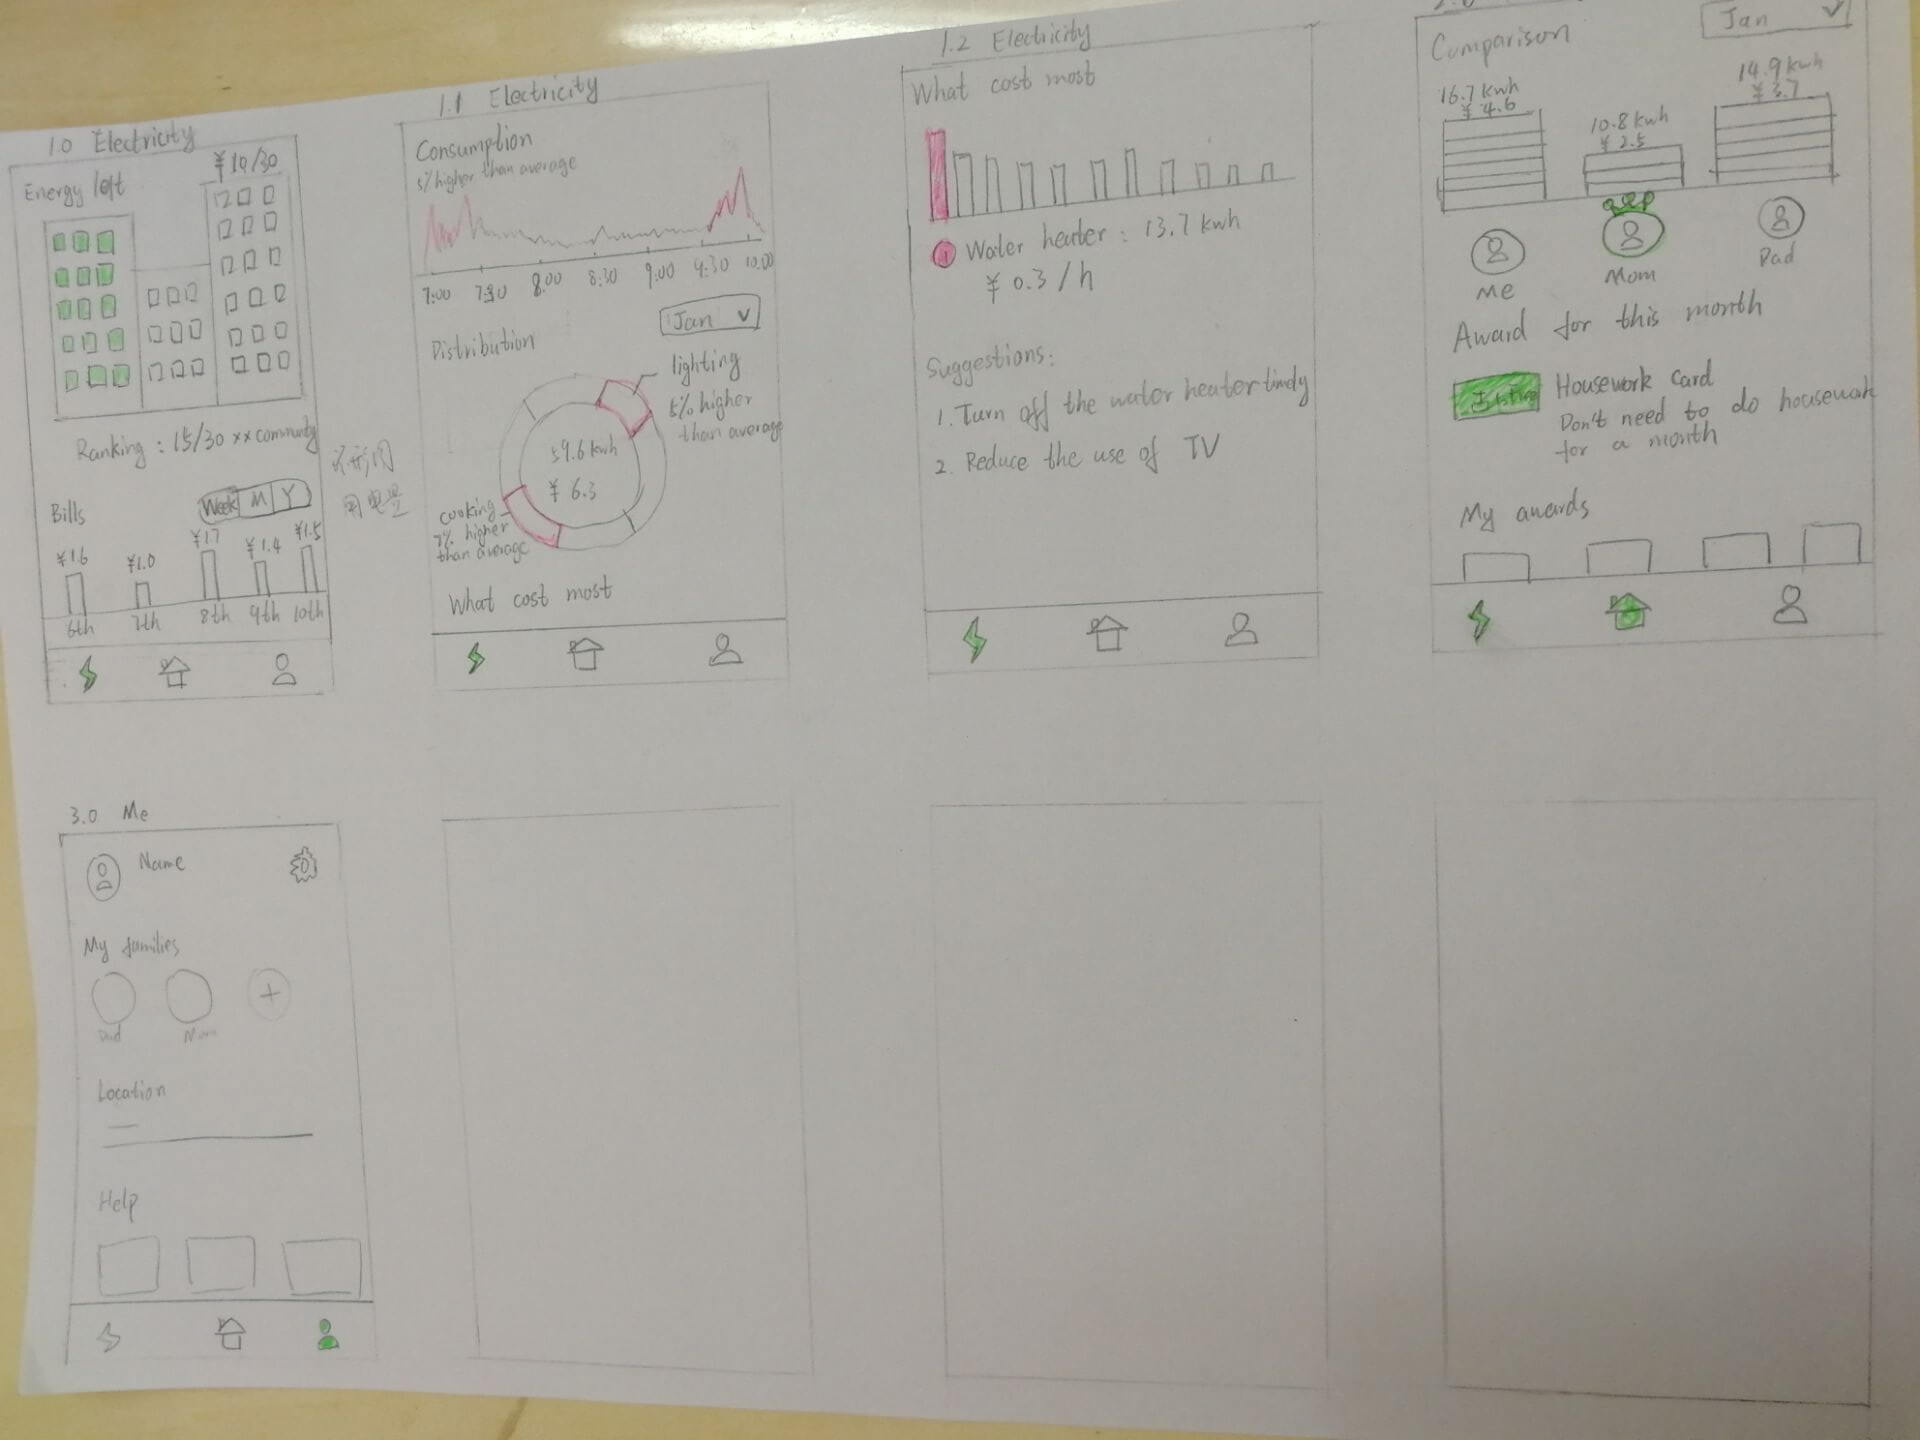 1.0 Electricity
¥10/30
Energy left
Ranking : 15/30 xx community
Bills
Week M Y
¥1.6
¥1.0
¥1.7
¥1.4
¥1.5
6th 7th 8th 9th 10th
用电量
1.1 Electricity
Consumption
5% higher than average
7:00 7:30 8:00 8:30 9:00 9:30 10:00
Jan
Distribution
lighting
5% higher
than average
59.6 kwh
¥ 6.3
cooking
7% higher
than average
What cost most
1.2 Electricity
What cost most
1 Water heater : 13.7 kwh
¥ 0.3 / h
Suggestions:
1. Turn off the water heater timely
2. Reduce the use of TV
Comparison
Jan
16.7 kwh
¥ 4.6
10.8 kwh
¥ 2.5
14.9 kwh
¥ 3.7
Me
Mom
Dad
Award for this month
Housework card
Don't need to do housework
for a month
My awards
3.0 Me
Name
My families
Dad
Mom
Location
Help